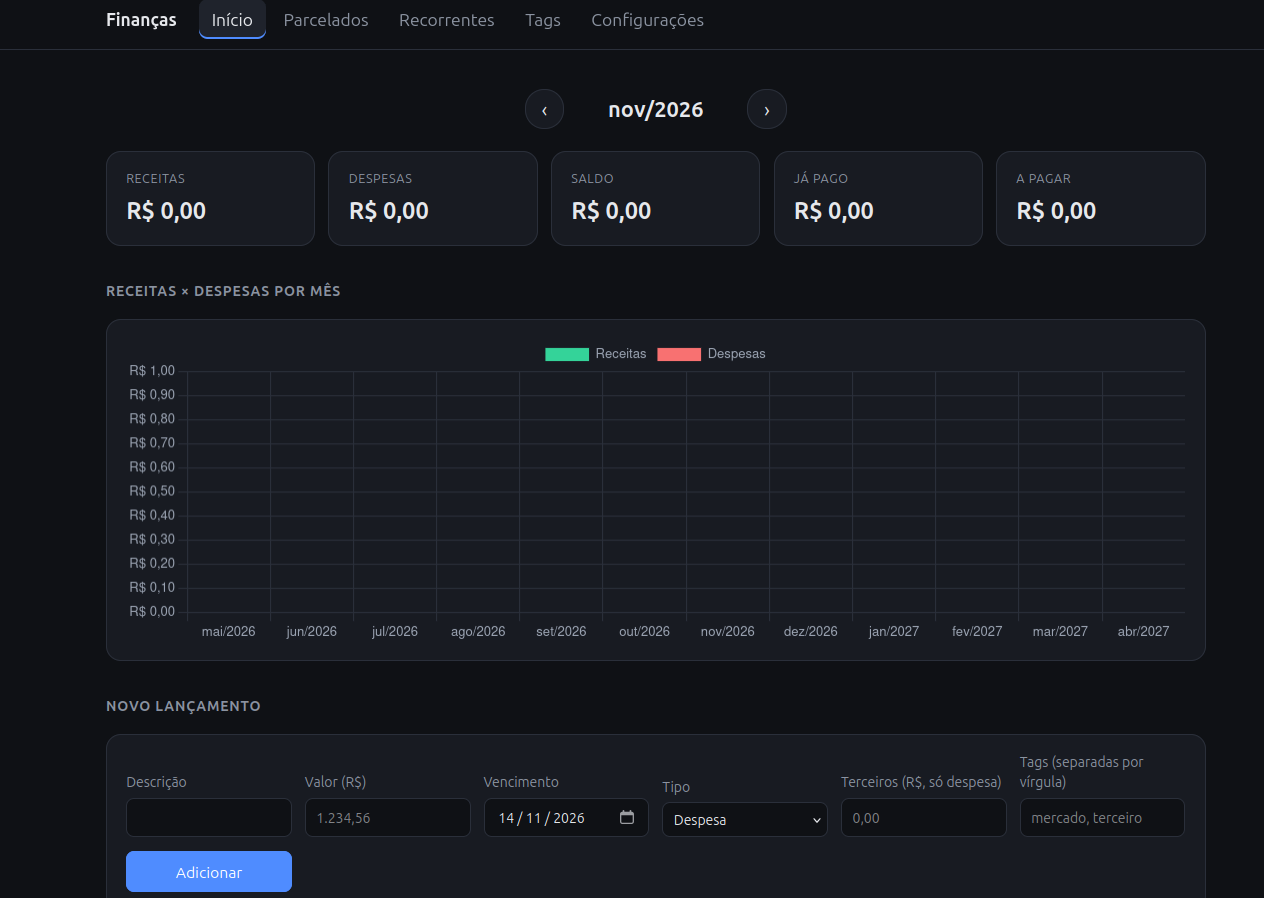 Finanças Início Parcelados Recorrentes Tags Configurações
‹ nov/2026 ›
RECEITAS DESPESAS SALDO JÁ PAGO A PAGAR
R$ 0,00 R$ 0,00 R$ 0,00 R$ 0,00 R$ 0,00
RECEITAS × DESPESAS POR MÊS
Receitas Despesas
R$ 1,00
R$ 0,90
R$ 0,80
R$ 0,70
R$ 0,60
R$ 0,50
R$ 0,40
R$ 0,30
R$ 0,20
R$ 0,10
R$ 0,00
mai/2026 jun/2026 jul/2026 ago/2026 set/2026 out/2026 nov/2026 dez/2026 jan/2027 fev/2027 mar/2027 abr/2027
NOVO LANÇAMENTO
Descrição
Valor (R$)
1.234,56
Vencimento
14/11/2026
Tipo
Despesa
Terceiros (R$, só despesa)
0,00
Tags (separadas por
vírgula)
mercado, terceiro
Adicionar